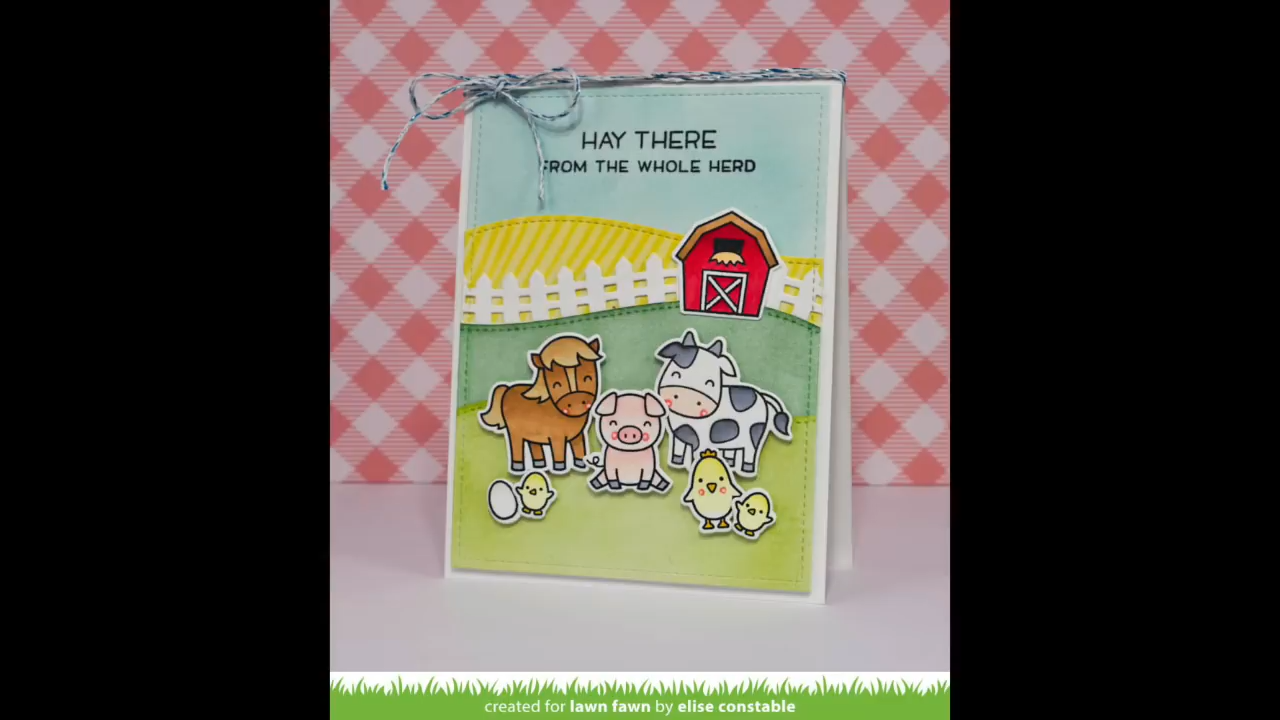 HAY THERE
FROM THE WHOLE HERD
created for lawn fawn by elise constable